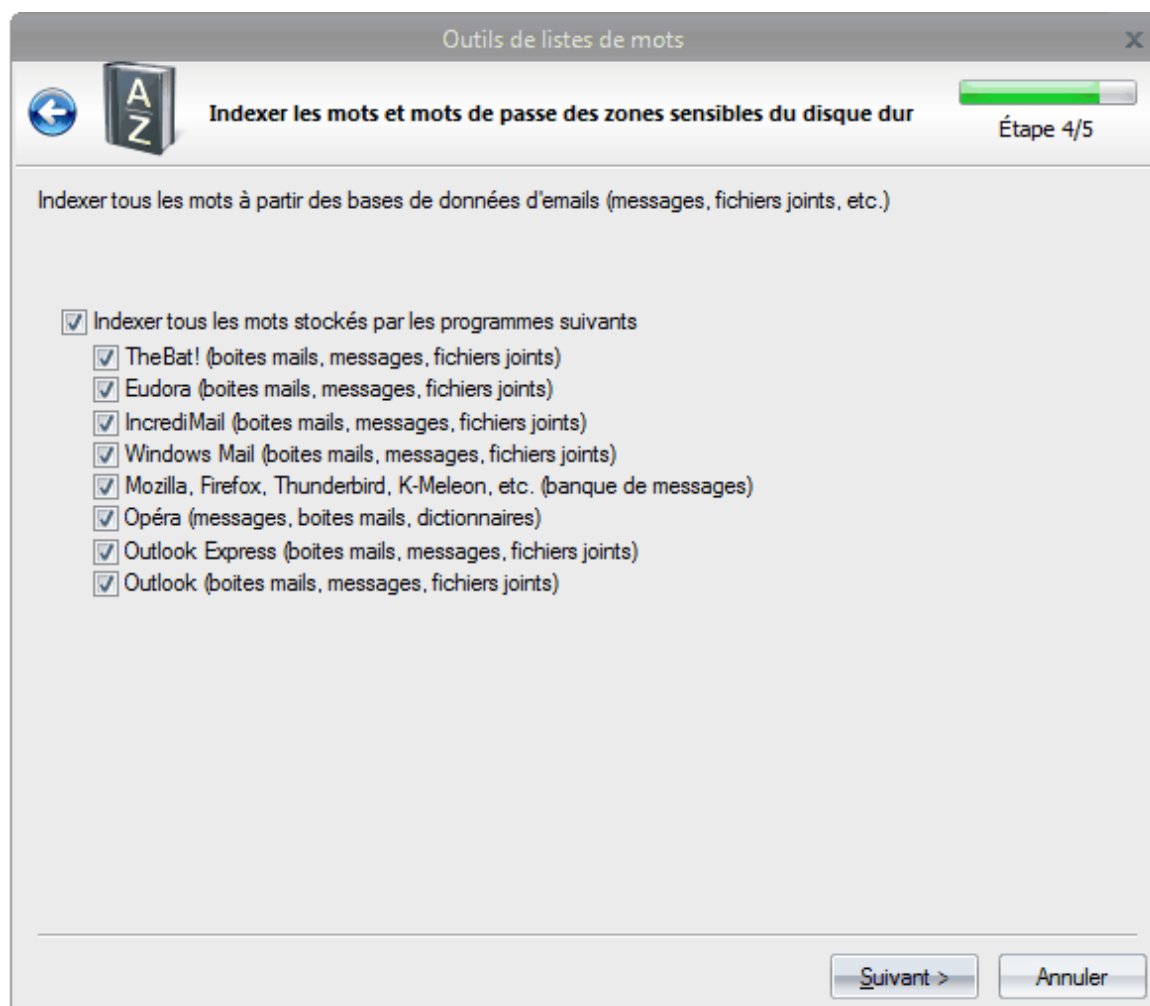 Outils de listes de mots
x
A
Z
Indexer les mots et mots de passe des zones sensibles du disque dur
Étape 4/5
Indexer tous les mots à partir des bases de données d'emails (messages, fichiers joints, etc.)
Indexer tous les mots stockés par les programmes suivants
TheBat! (boites mails, messages, fichiers joints)
Eudora (boites mails, messages, fichiers joints)
IncrediMail (boites mails, messages, fichiers joints)
Windows Mail (boites mails, messages, fichiers joints)
Mozilla, Firefox, Thunderbird, K-Meleon, etc. (banque de messages)
Opéra (messages, boites mails, dictionnaires)
Outlook Express (boites mails, messages, fichiers joints)
Outlook (boites mails, messages, fichiers joints)
Suivant > Annuler